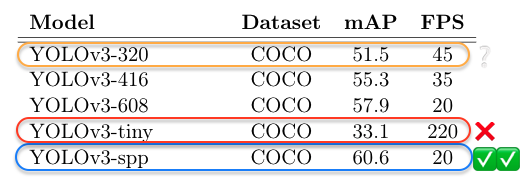 Model Dataset mAP FPS
YOLOv3-320 COCO 51.5 45 ❔
YOLOv3-416 COCO 55.3 35
YOLOv3-608 COCO 57.9 20
YOLOv3-tiny COCO 33.1 220 ❌
YOLOv3-spp COCO 60.6 20 ✅✅